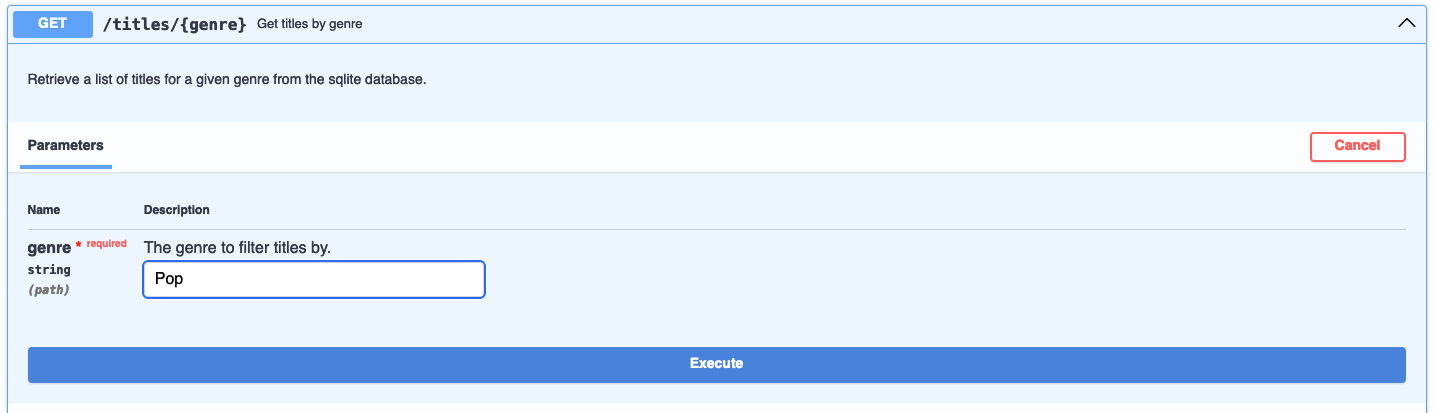 GET /titles/{genre} Get titles by genre
Retrieve a list of titles for a given genre from the sqlite database.
Parameters Cancel
Name Description
genre * required The genre to filter titles by.
string
Pop
(path)
Execute